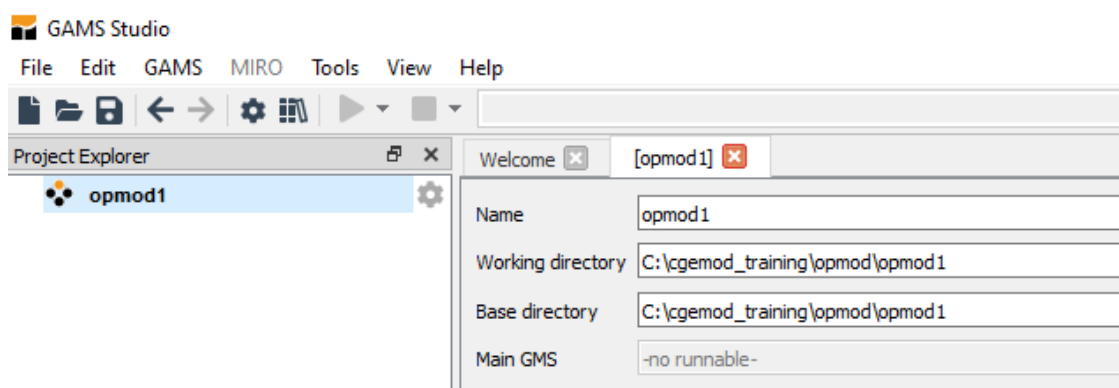 GAMS Studio
File Edit GAMS MIRO Tools View Help
Project Explorer
opmod1
Welcome [opmod1]
Name opmod1
Working directory C:\cgemod_training\opmod\opmod1
Base directory C:\cgemod_training\opmod\opmod1
Main GMS -no runnable-